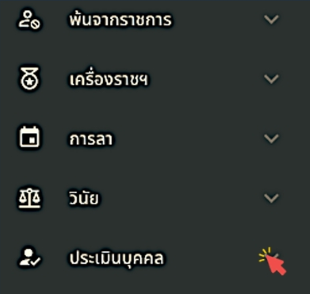 พ้นจากราชการ
เครื่องราชฯ
การลา
วินัย
ประเมินบุคคล